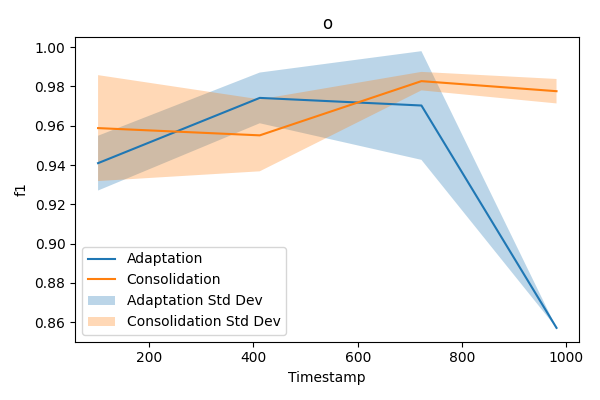 o
1.00
0.98
0.96
0.94
0.92
0.90
0.88
0.86
f1
Adaptation
Consolidation
Adaptation Std Dev
Consolidation Std Dev
200 400 600 800 1000
Timestamp